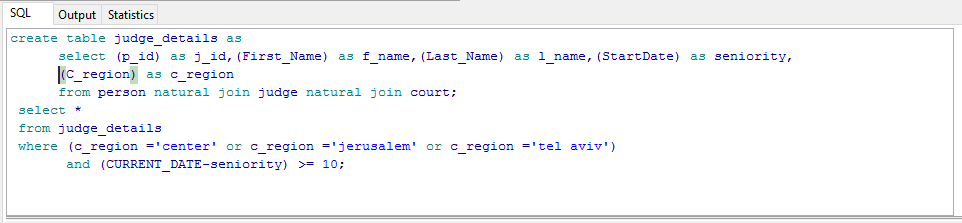 SQL Output Statistics
create table judge_details as
select (p_id) as j_id,(First_Name) as f_name,(Last_Name) as l_name,(StartDate) as seniority,
(C_region) as c_region
from person natural join judge natural join court;
select *
from judge_details
where (c_region ='center' or c_region ='jerusalem' or c_region ='tel aviv')
and (CURRENT_DATE-seniority) >= 10;